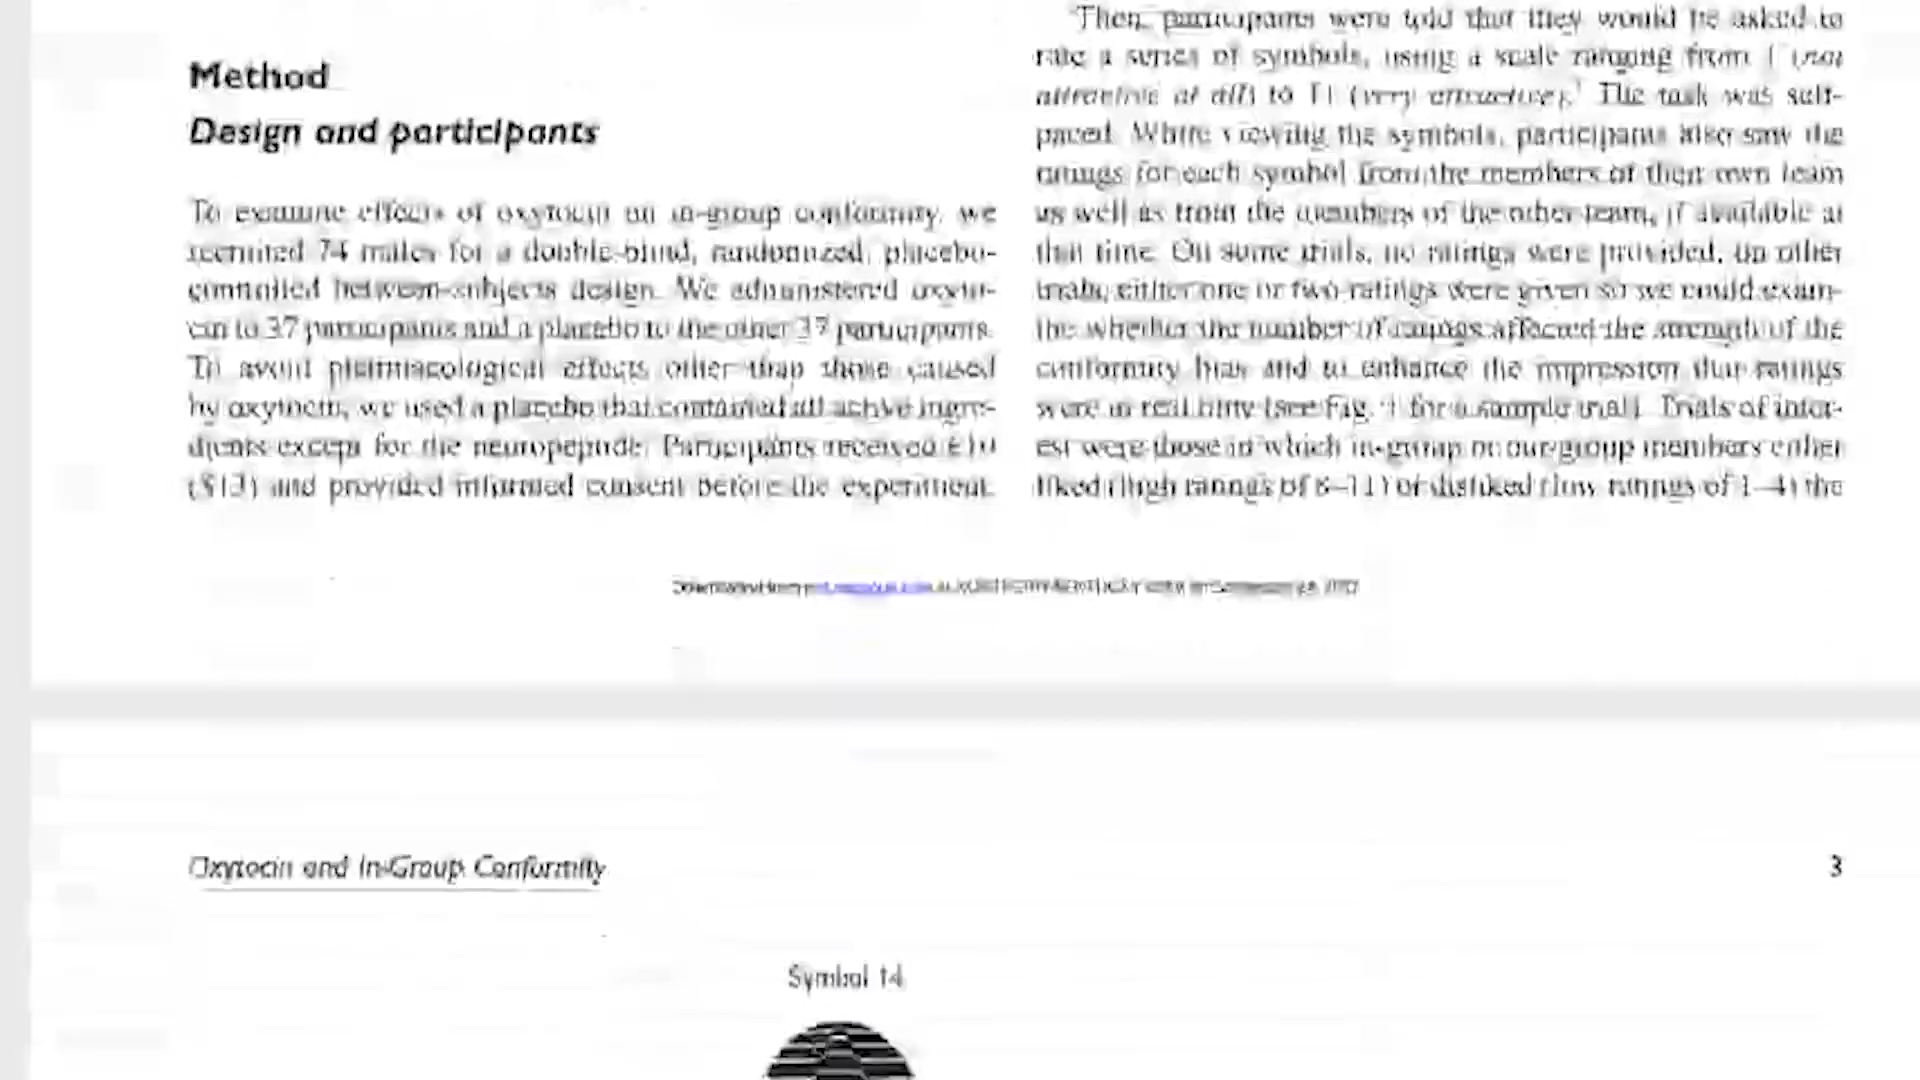 Method
Design and participants
To examine effects of oxytocin on in-group conformity, we
recruited 74 males for a double-blind, randomized, placebo-
controlled between-subjects design. We administered oxyto-
cin to 37 participants and a placebo to the other 37 participants.
To avoid pharmacological effects other than those caused
by oxytocin, we used a placebo that contained all active ingre-
dients except for the neuropeptide. Participants received €10
($13) and provided informed consent before the experiment.
Then, participants were told that they would be asked to
rate a series of symbols, using a scale ranging from 1 (not
attractive at all) to 11 (very attractive). The task was self-
paced. While viewing the symbols, participants also saw the
ratings for each symbol from the members of their own team
as well as from the members of the other team, if available at
that time. On some trials, no ratings were provided, on other
trials, either one or two ratings were given so we could exam-
ine whether the number of ratings affected the strength of the
conformity bias and to enhance the impression that ratings
were in real time (see Fig. 1 for a sample trial). Trials of inter-
est were those in which in-group or out-group members either
liked (high ratings of 8–11) or disliked (low ratings of 1–4) the
Downloaded from
Oxytocin and In-Group Conformity
3
Symbol 14